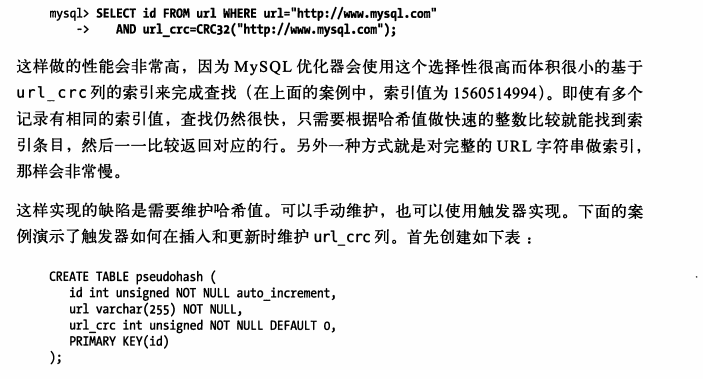 mysql> SELECT id FROM url WHERE url="http://www.mysql.com"
    ->    AND url_crc=CRC32("http://www.mysql.com");
这样做的性能会非常高，因为 MySQL 优化器会使用这个选择性很高而体积很小的基于
url_crc 列的索引来完成查找（在上面的案例中，索引值为 1560514994）。即使有多个
记录有相同的索引值，查找仍然很快，只需要根据哈希值做快速的整数比较就能找到索
引条目，然后一一比较返回对应的行。另外一种方式就是对完整的 URL 字符串做索引，
那样会非常慢。
这样实现的缺陷是需要维护哈希值。可以手动维护，也可以使用触发器实现。下面的案
例演示了触发器如何在插入和更新时维护 url_crc 列。首先创建如下表：
CREATE TABLE pseudohash (
   id int unsigned NOT NULL auto_increment,
   url varchar(255) NOT NULL,
   url_crc int unsigned NOT NULL DEFAULT 0,
   PRIMARY KEY(id)
);